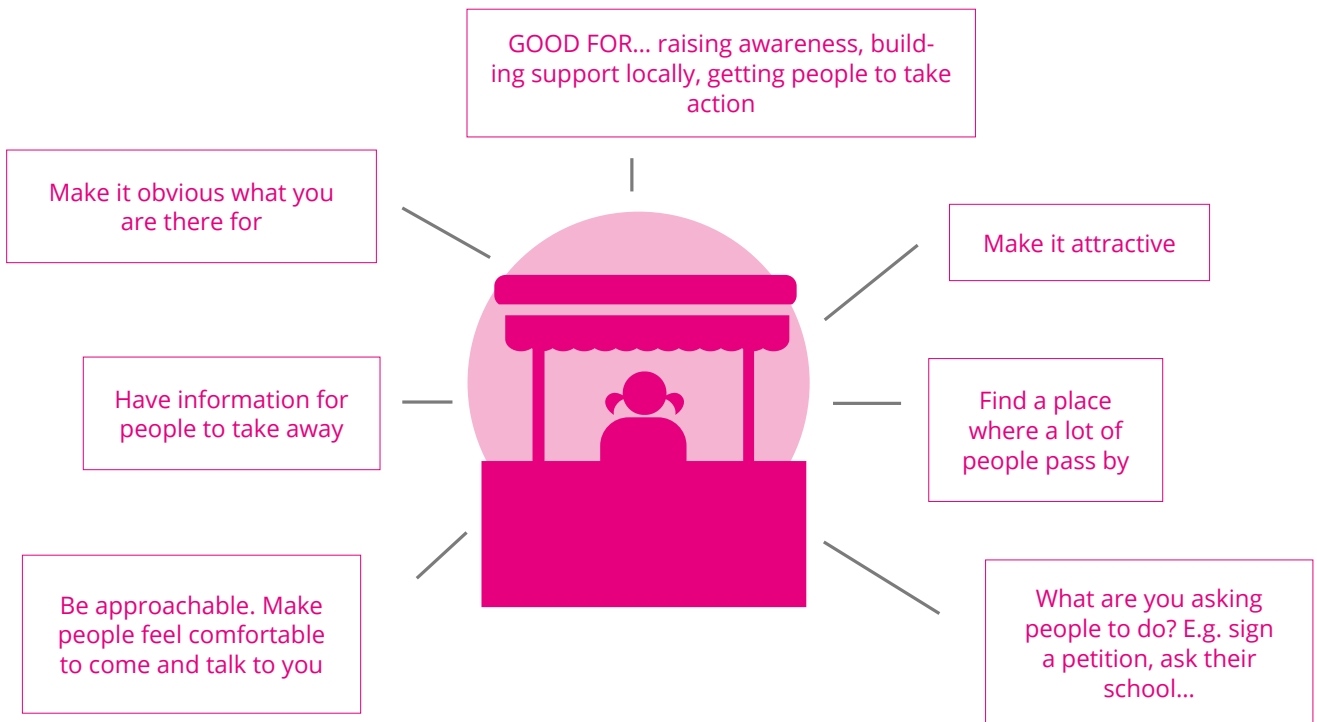 GOOD FOR... raising awareness, build-
ing support locally, getting people to take
action
Make it obvious what you
are there for
Make it attractive
Have information for
people to take away
Find a place
where a lot of
people pass by
Be approachable. Make
people feel comfortable
to come and talk to you
What are you asking
people to do? E.g. sign
a petition, ask their
school...